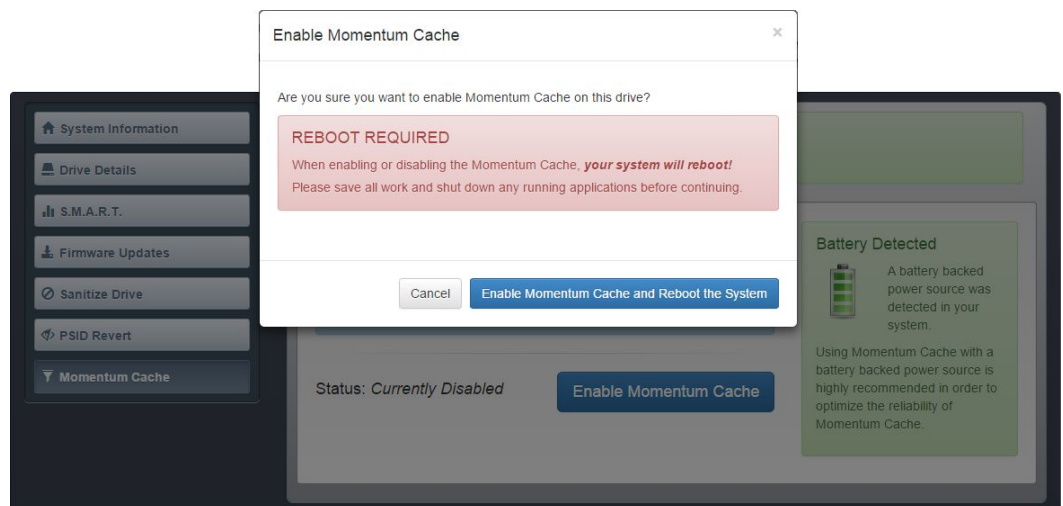 Enable Momentum Cache
×
Are you sure you want to enable Momentum Cache on this drive?
REBOOT REQUIRED
When enabling or disabling the Momentum Cache, your system will reboot!
Please save all work and shut down any running applications before continuing.
Cancel
Enable Momentum Cache and Reboot the System
System Information
Drive Details
S.M.A.R.T.
Firmware Updates
Sanitize Drive
PSID Revert
Momentum Cache
Status: Currently Disabled
Enable Momentum Cache
Battery Detected
A battery backed
power source was
detected in your
system.
Using Momentum Cache with a
battery backed power source is
highly recommended in order to
optimize the reliability of
Momentum Cache.